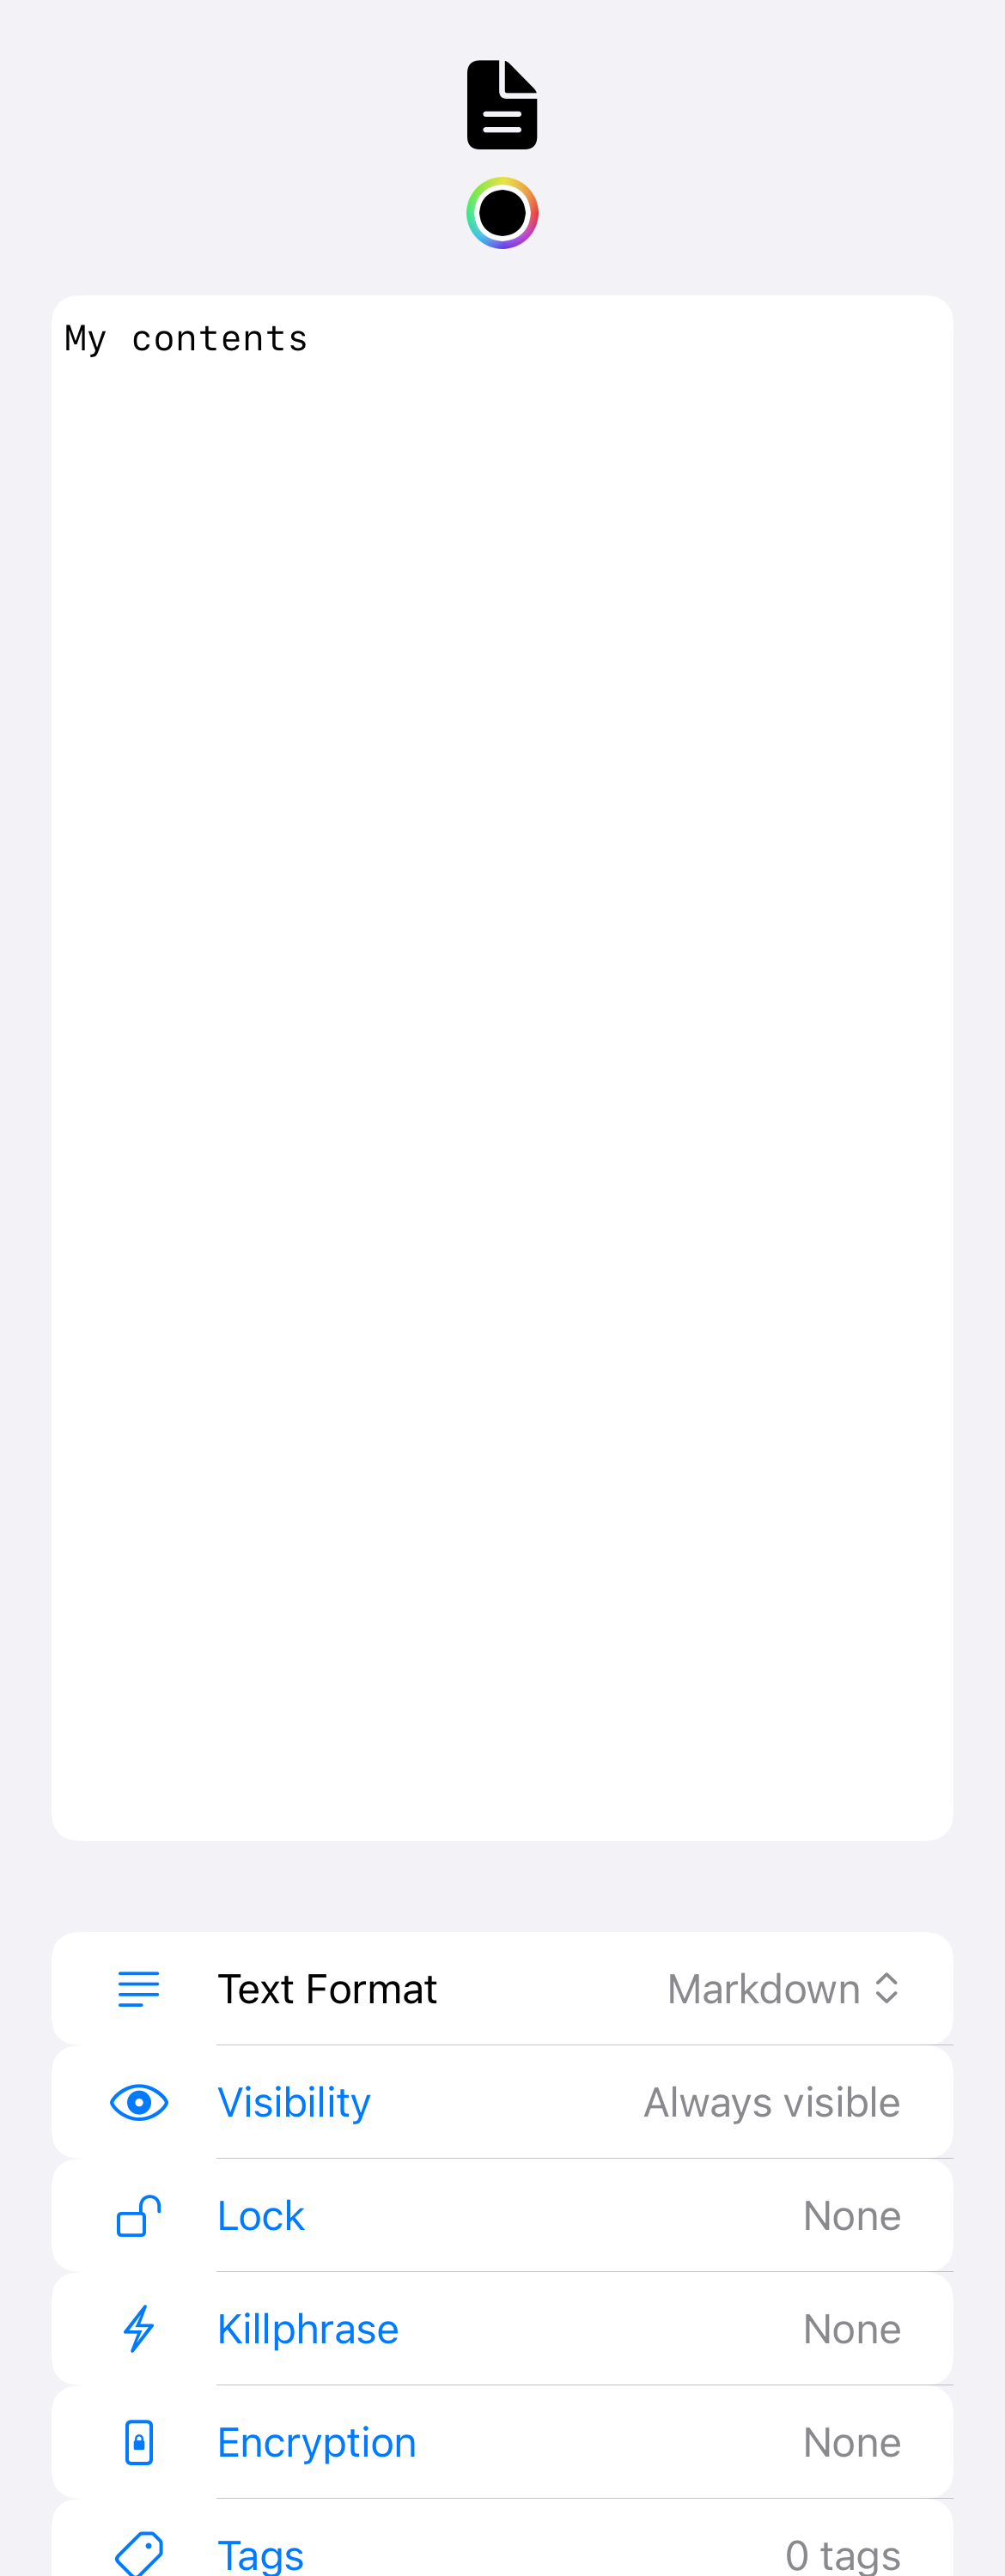 My contents
Text Format Markdown
Visibility Always visible
Lock None
Killphrase None
Encryption None
Tags 0 tags